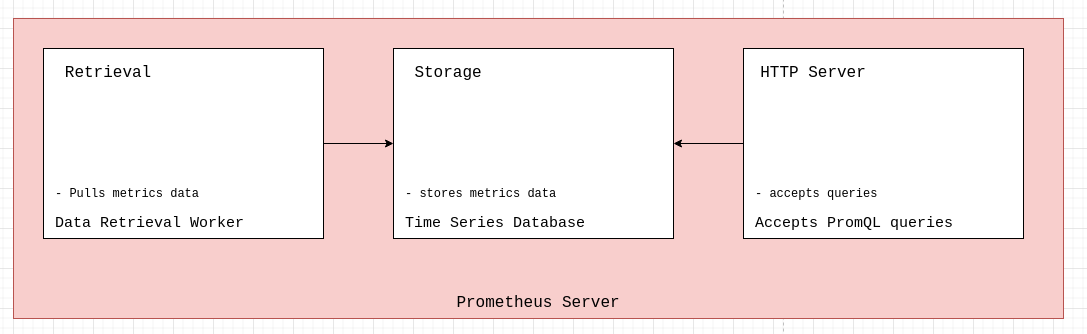 Retrieval
- Pulls metrics data
Data Retrieval Worker
Storage
- stores metrics data
Time Series Database
HTTP Server
- accepts queries
Accepts PromQL queries
Prometheus Server